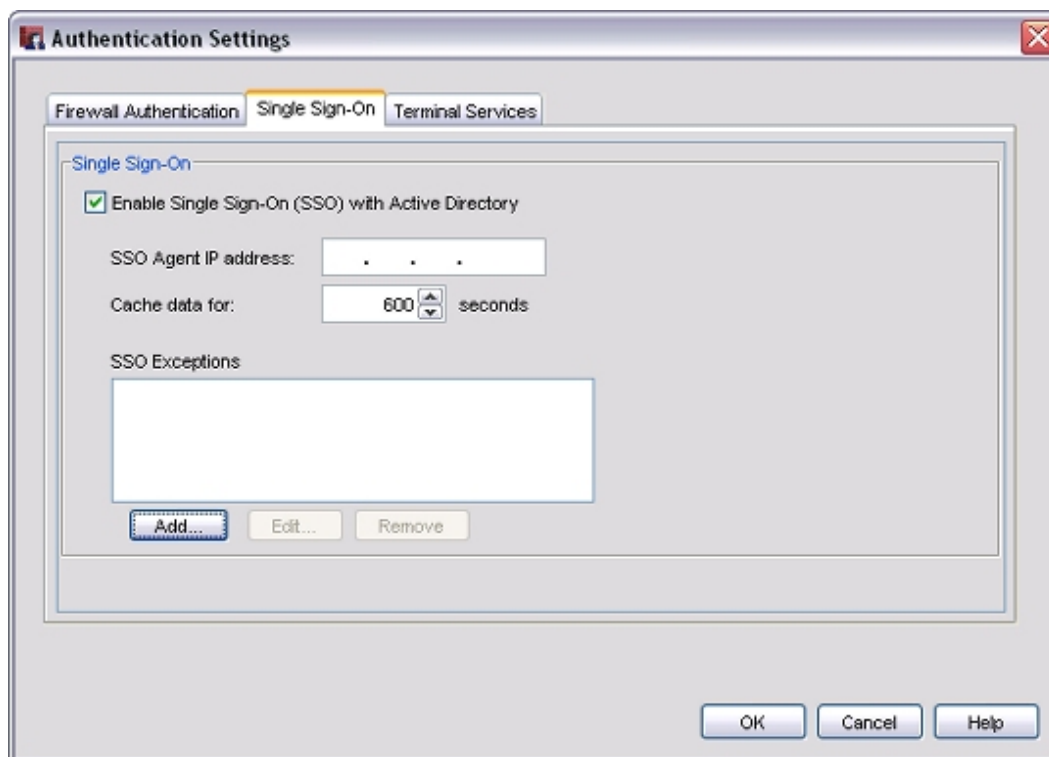 Authentication Settings
Firewall Authentication Single Sign-On Terminal Services
Single Sign-On
Enable Single Sign-On (SSO) with Active Directory
SSO Agent IP address: . . .
Cache data for: 600 seconds
SSO Exceptions
Add... Edit... Remove
OK Cancel Help